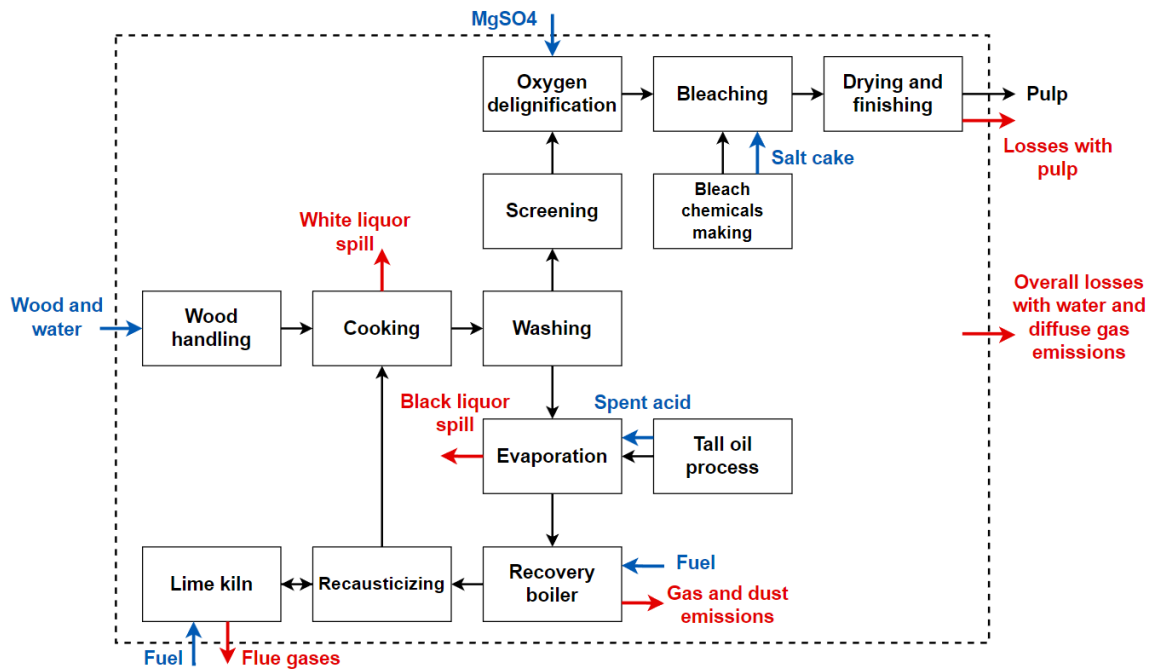 MgSO4
Oxygen
delignification
Bleaching
Drying and
finishing
Pulp
Losses with
pulp
Salt cake
Screening
Bleach
chemicals
making
White liquor
spill
Wood and
water
Wood
handling
Cooking
Washing
Overall losses
with water and
diffuse gas
emissions
Black liquor
spill
Spent acid
Evaporation
Tall oil
process
Lime kiln
Recausticizing
Recovery
boiler
Fuel
Gas and dust
emissions
Fuel
Flue gases